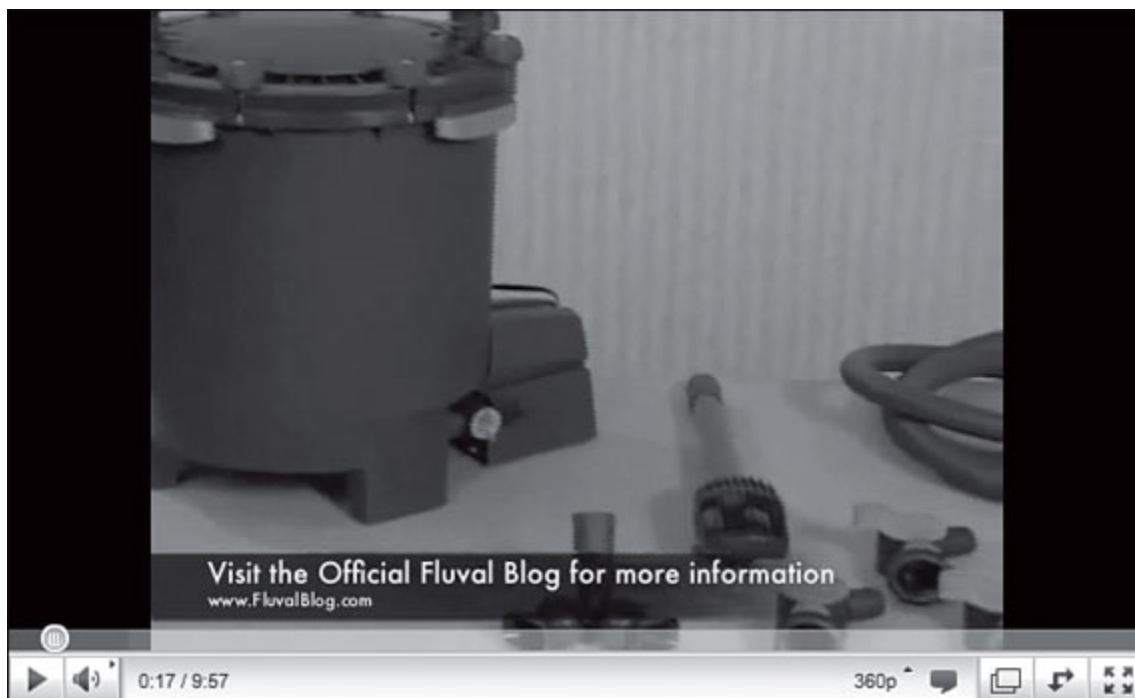 Visit the Official Fluval Blog for more information
www.FluvalBlog.com
0:17 / 9:57
360p